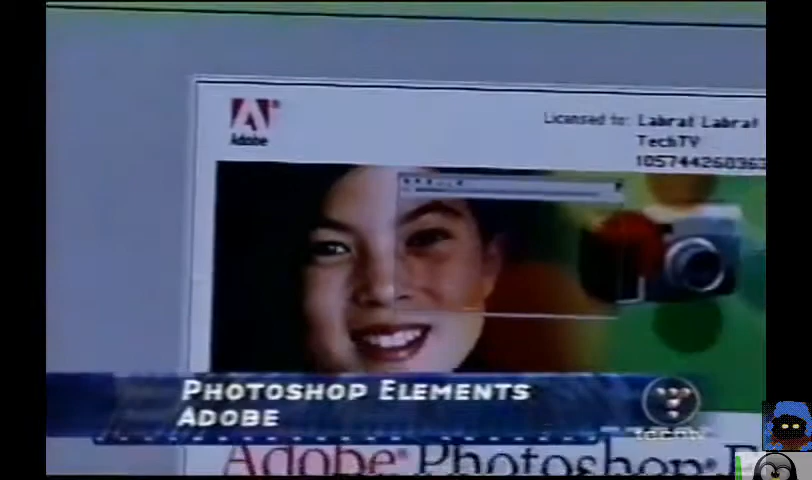 Adobe
Licensed to: Labrat Labrat
TechTV
PHOTOSHOP ELEMENTS
ADOBE
techtv
Adobe® Photoshop®